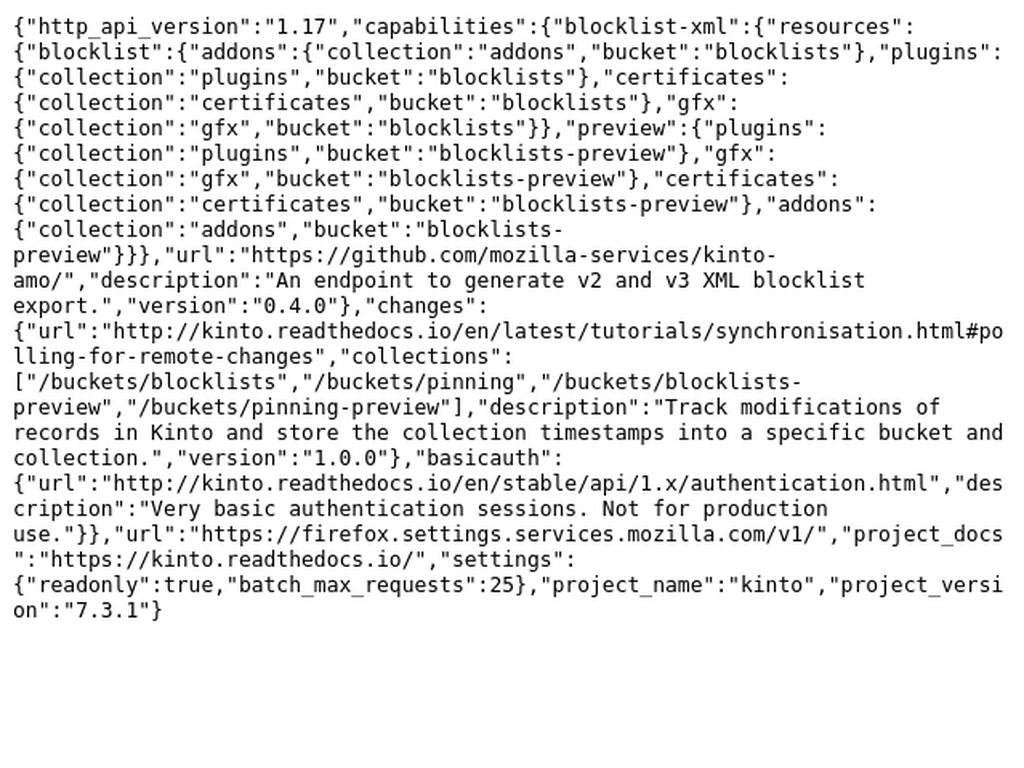 {"http_api_version":"1.17","capabilities":{"blocklist-xml":{"resources":
{"blocklist":{"addons":{"collection":"addons","bucket":"blocklists"},"plugins":
{"collection":"plugins","bucket":"blocklists"},"certificates":
{"collection":"certificates","bucket":"blocklists"},"gfx":
{"collection":"gfx","bucket":"blocklists"}},"preview":{"plugins":
{"collection":"plugins","bucket":"blocklists-preview"},"gfx":
{"collection":"gfx","bucket":"blocklists-preview"},"certificates":
{"collection":"certificates","bucket":"blocklists-preview"},"addons":
{"collection":"addons","bucket":"blocklists-
preview"}}},"url":"https://github.com/mozilla-services/kinto-
amo/","description":"An endpoint to generate v2 and v3 XML blocklist
export.","version":"0.4.0"},"changes":
{"url":"http://kinto.readthedocs.io/en/latest/tutorials/synchronisation.html#po
lling-for-remote-changes","collections":
["/buckets/blocklists","/buckets/pinning","/buckets/blocklists-
preview","/buckets/pinning-preview"],"description":"Track modifications of
records in Kinto and store the collection timestamps into a specific bucket and
collection.","version":"1.0.0"},"basicauth":
{"url":"http://kinto.readthedocs.io/en/stable/api/1.x/authentication.html","des
cription":"Very basic authentication sessions. Not for production
use."}},"url":"https://firefox.settings.services.mozilla.com/v1/","project_docs
":"https://kinto.readthedocs.io/","settings":
{"readonly":true,"batch_max_requests":25},"project_name":"kinto","project_versi
on":"7.3.1"}